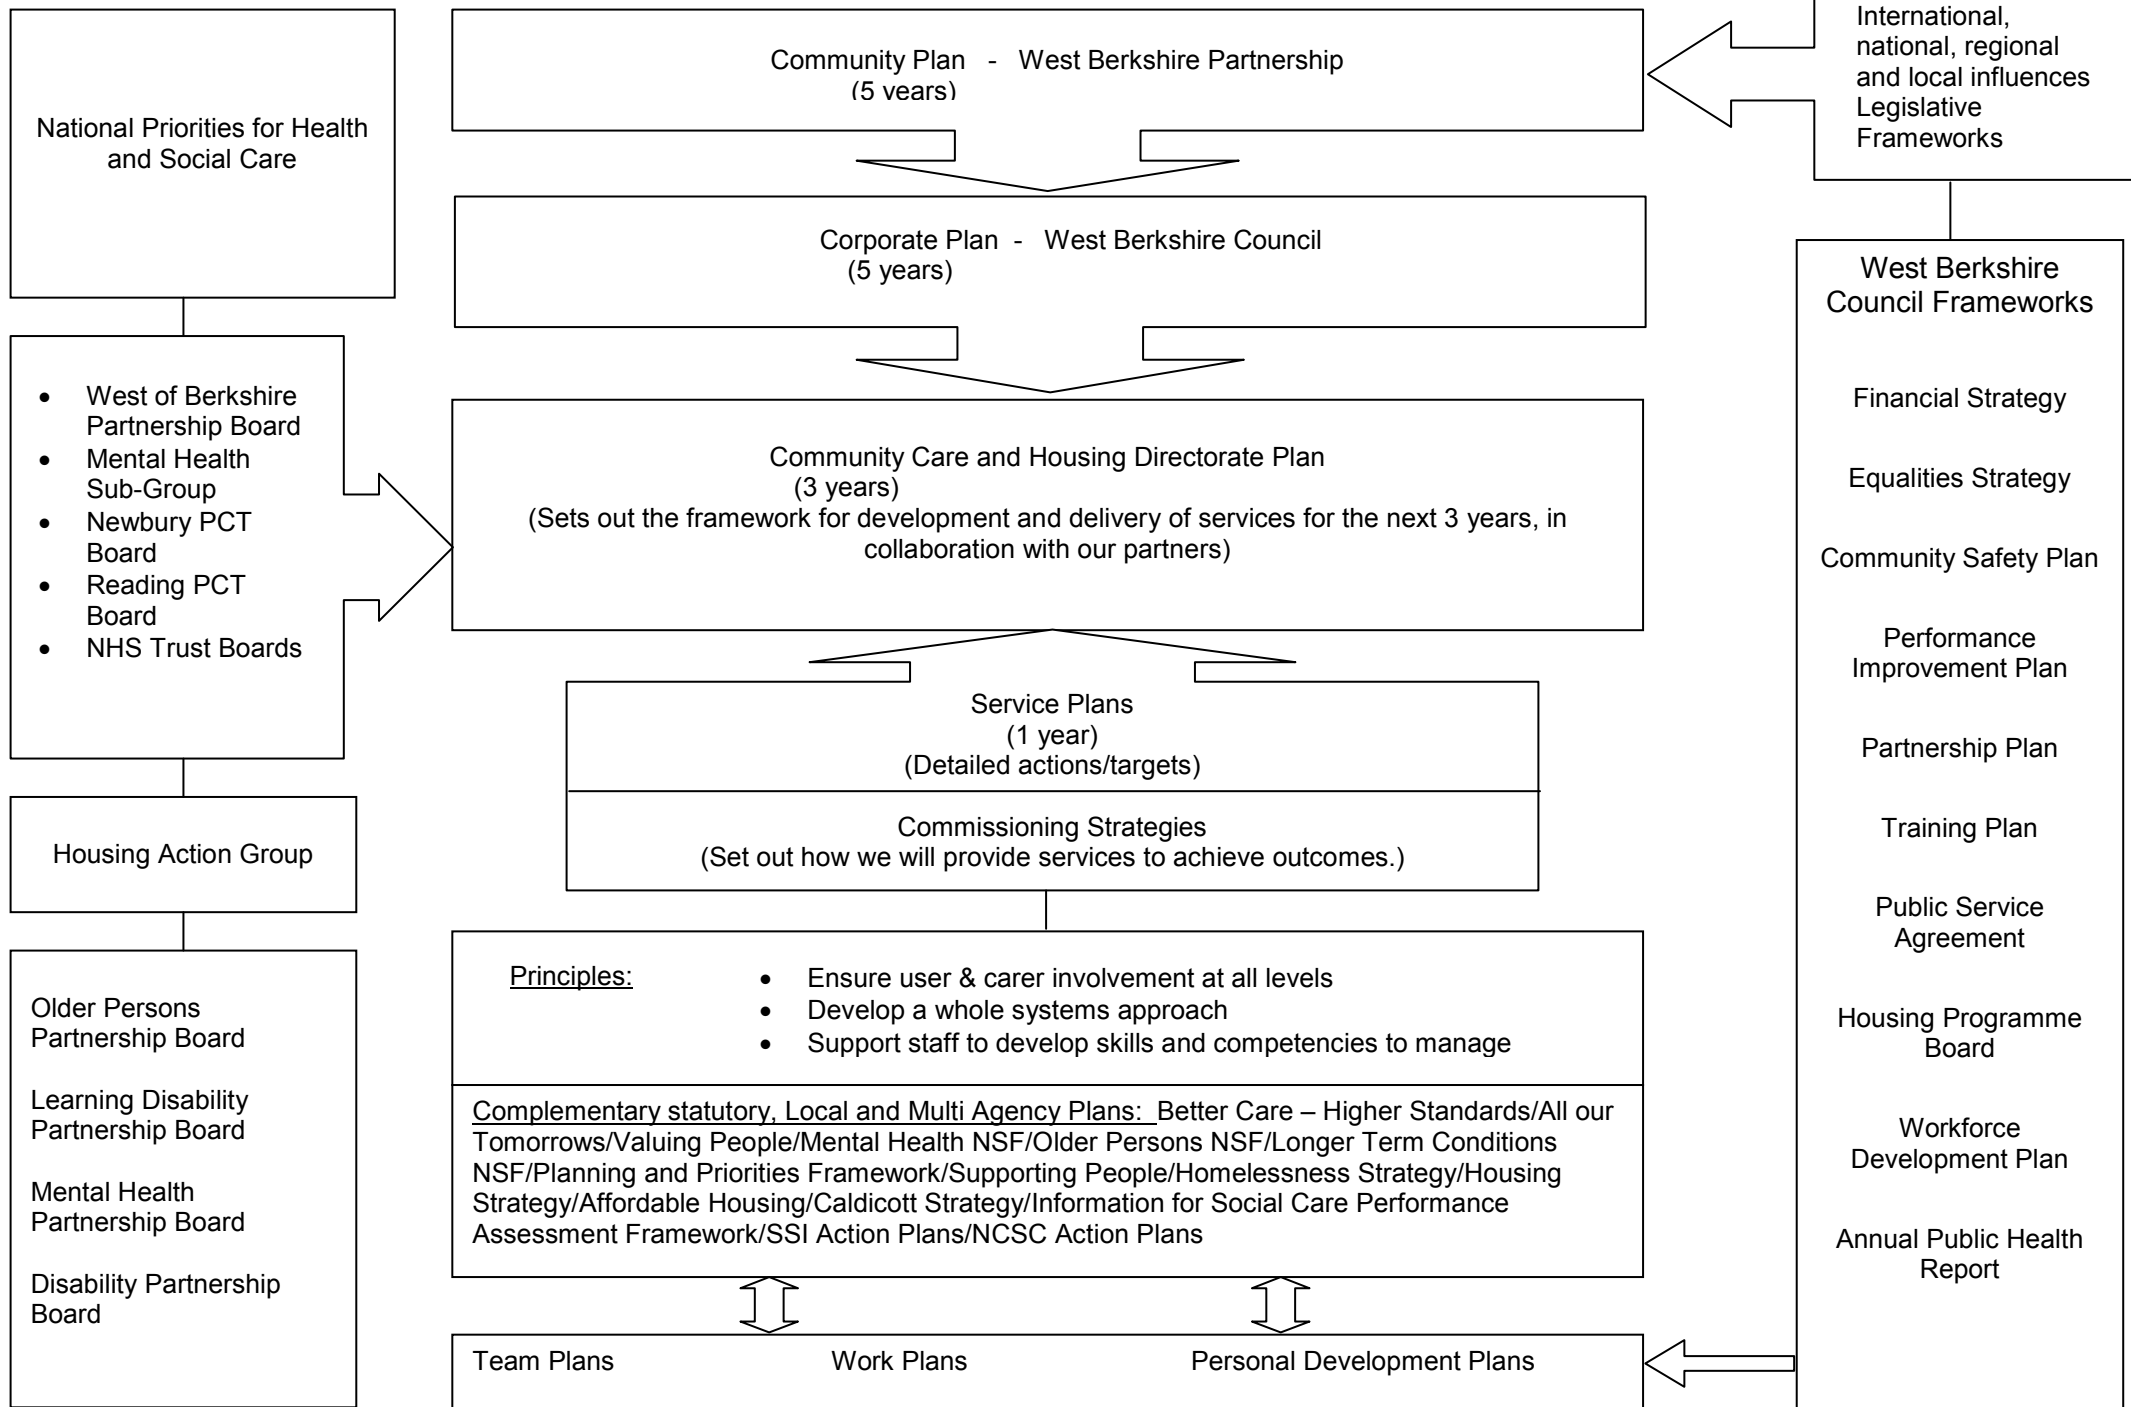 National Priorities for Health
and Social Care
• West of Berkshire
Partnership Board
• Mental Health
Sub-Group
• Newbury PCT
Board
• Reading PCT
Board
• NHS Trust Boards
Housing Action Group
Older Persons
Partnership Board
Learning Disability
Partnership Board
Mental Health
Partnership Board
Disability Partnership
Board
Community Plan - West Berkshire Partnership
(5 years)
Corporate Plan - West Berkshire Council
(5 years)
Community Care and Housing Directorate Plan
(3 years)
(Sets out the framework for development and delivery of services for the next 3 years, in
collaboration with our partners)
Service Plans
(1 year)
(Detailed actions/targets)
Commissioning Strategies
(Set out how we will provide services to achieve outcomes.)
Principles:
• Ensure user & carer involvement at all levels
• Develop a whole systems approach
• Support staff to develop skills and competencies to manage
Complementary statutory, Local and Multi Agency Plans: Better Care – Higher Standards/All our
Tomorrows/Valuing People/Mental Health NSF/Older Persons NSF/Longer Term Conditions
NSF/Planning and Priorities Framework/Supporting People/Homelessness Strategy/Housing
Strategy/Affordable Housing/Caldicott Strategy/Information for Social Care Performance
Assessment Framework/SSI Action Plans/NCSC Action Plans
Team Plans Work Plans Personal Development Plans
International,
national, regional
and local influences
Legislative
Frameworks
West Berkshire
Council Frameworks
Financial Strategy
Equalities Strategy
Community Safety Plan
Performance
Improvement Plan
Partnership Plan
Training Plan
Public Service
Agreement
Housing Programme
Board
Workforce
Development Plan
Annual Public Health
Report